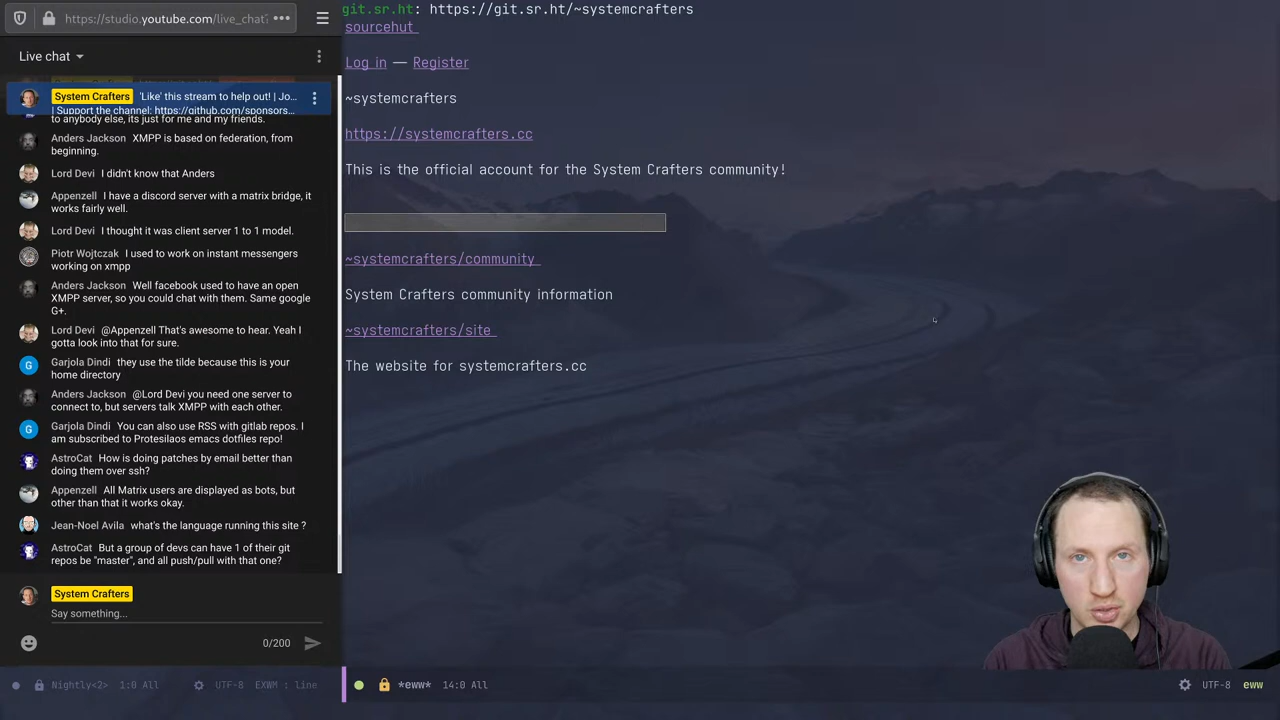 https://studio.youtube.com/live_chat?
Live chat
System Crafters 'Like' this stream to help out! | Jo...
| Support the channel: https://github.com/sponsors...
to anybody else, its just for me and my friends.
Anders Jackson XMPP is based on federation, from
beginning.
Lord Devi I didn't know that Anders
Appenzell I have a discord server with a matrix bridge, it
works fairly well.
Lord Devi I thought it was client server 1 to 1 model.
Piotr Wojtczak I used to work on instant messengers
working on xmpp
Anders Jackson Well facebook used to have an open
XMPP server, so you could chat with them. Same google
G+.
Lord Devi @Appenzell That's awesome to hear. Yeah I
gotta look into that for sure.
Garjola Dindi they use the tilde because this is your
home directory
Anders Jackson @Lord Devi you need one server to
connect to, but servers talk XMPP with each other.
Garjola Dindi You can also use RSS with gitlab repos. I
am subscribed to Protesilaos emacs dotfiles repo!
AstroCat How is doing patches by email better than
doing them over ssh?
Appenzell All Matrix users are displayed as bots, but
other than that it works okay.
Jean-Noel Avila what's the language running this site ?
AstroCat But a group of devs can have 1 of their git
repos be "master", and all push/pull with that one?
System Crafters
Say something...
0/200
Nightly<2> 1:0 All UTF-8 EXWM : line
git.sr.ht: https://git.sr.ht/~systemcrafters
sourcehut
Log in — Register
~systemcrafters
https://systemcrafters.cc
This is the official account for the System Crafters community!
~systemcrafters/community
System Crafters community information
~systemcrafters/site
The website for systemcrafters.cc
*eww* 14:0 All UTF-8 eww